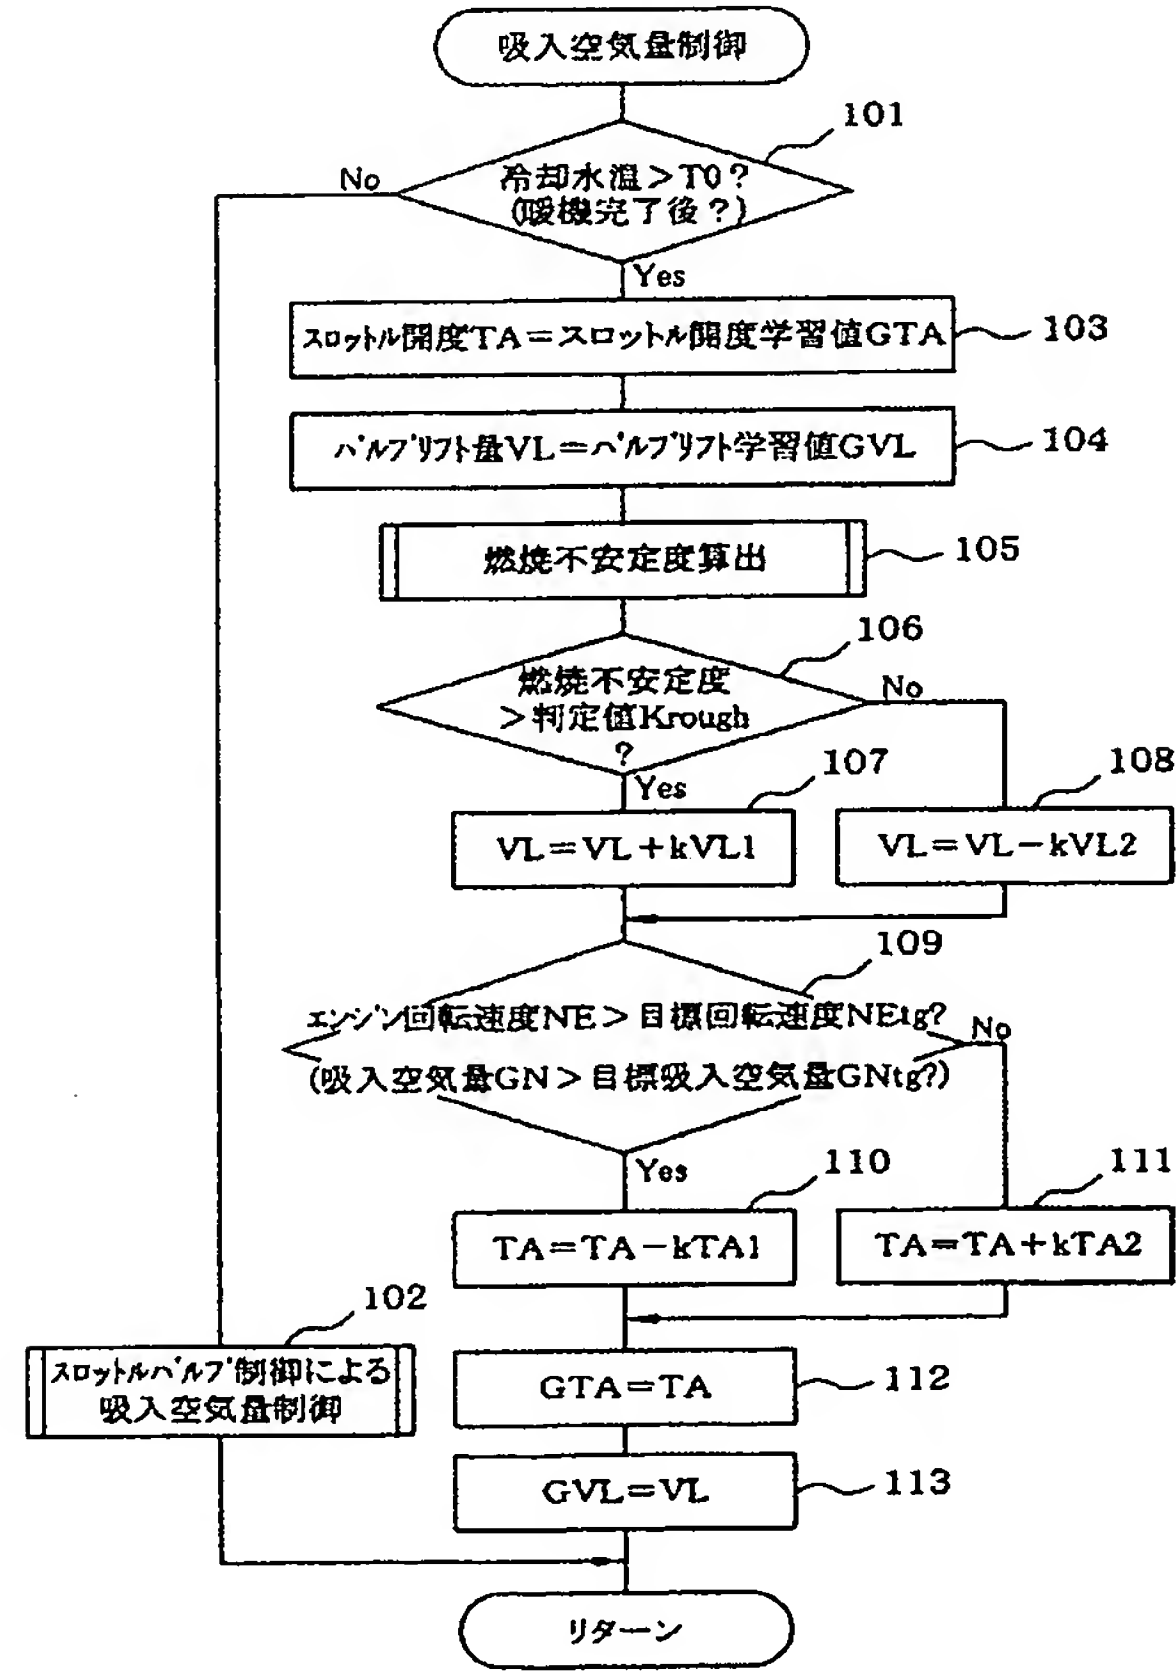 吸入空気量制御
101
冷却水温>T0?
(暖機完了後?)
No
Yes
スロットル開度TA=スロットル開度学習値GTA
103
バルブリフト量VL=バルブリフト学習値GVL
104
燃焼不安定度算出
105
106
燃焼不安定度
>判定値Krough
?
No
Yes
107
108
VL=VL+kVL1
VL=VL-kVL2
109
エンジン回転速度NE>目標回転速度NEtg?
(吸入空気量GN>目標吸入空気量GNtg?)
No
Yes
110
111
TA=TA-kTA1
TA=TA+kTA2
102
スロットルバルブ制御による
吸入空気量制御
GTA=TA
112
GVL=VL
113
リターン